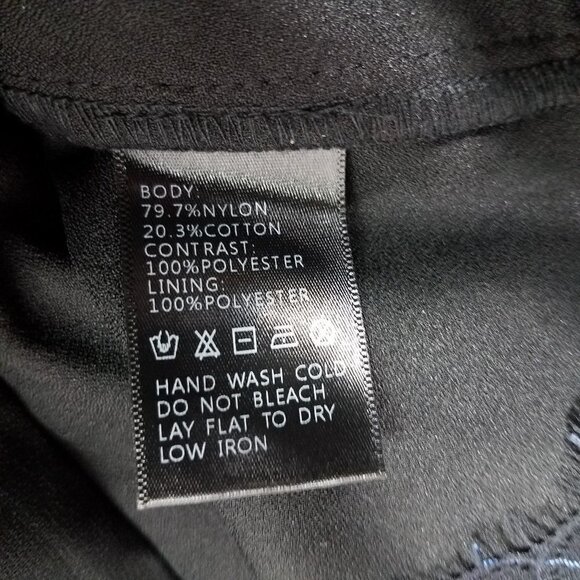 BODY:
79.7%NYLON
20.3%COTTON
CONTRAST:
100%POLYESTER
LINING:
100%POLYESTER
HAND WASH COLD
DO NOT BLEACH
LAY FLAT TO DRY
LOW IRON